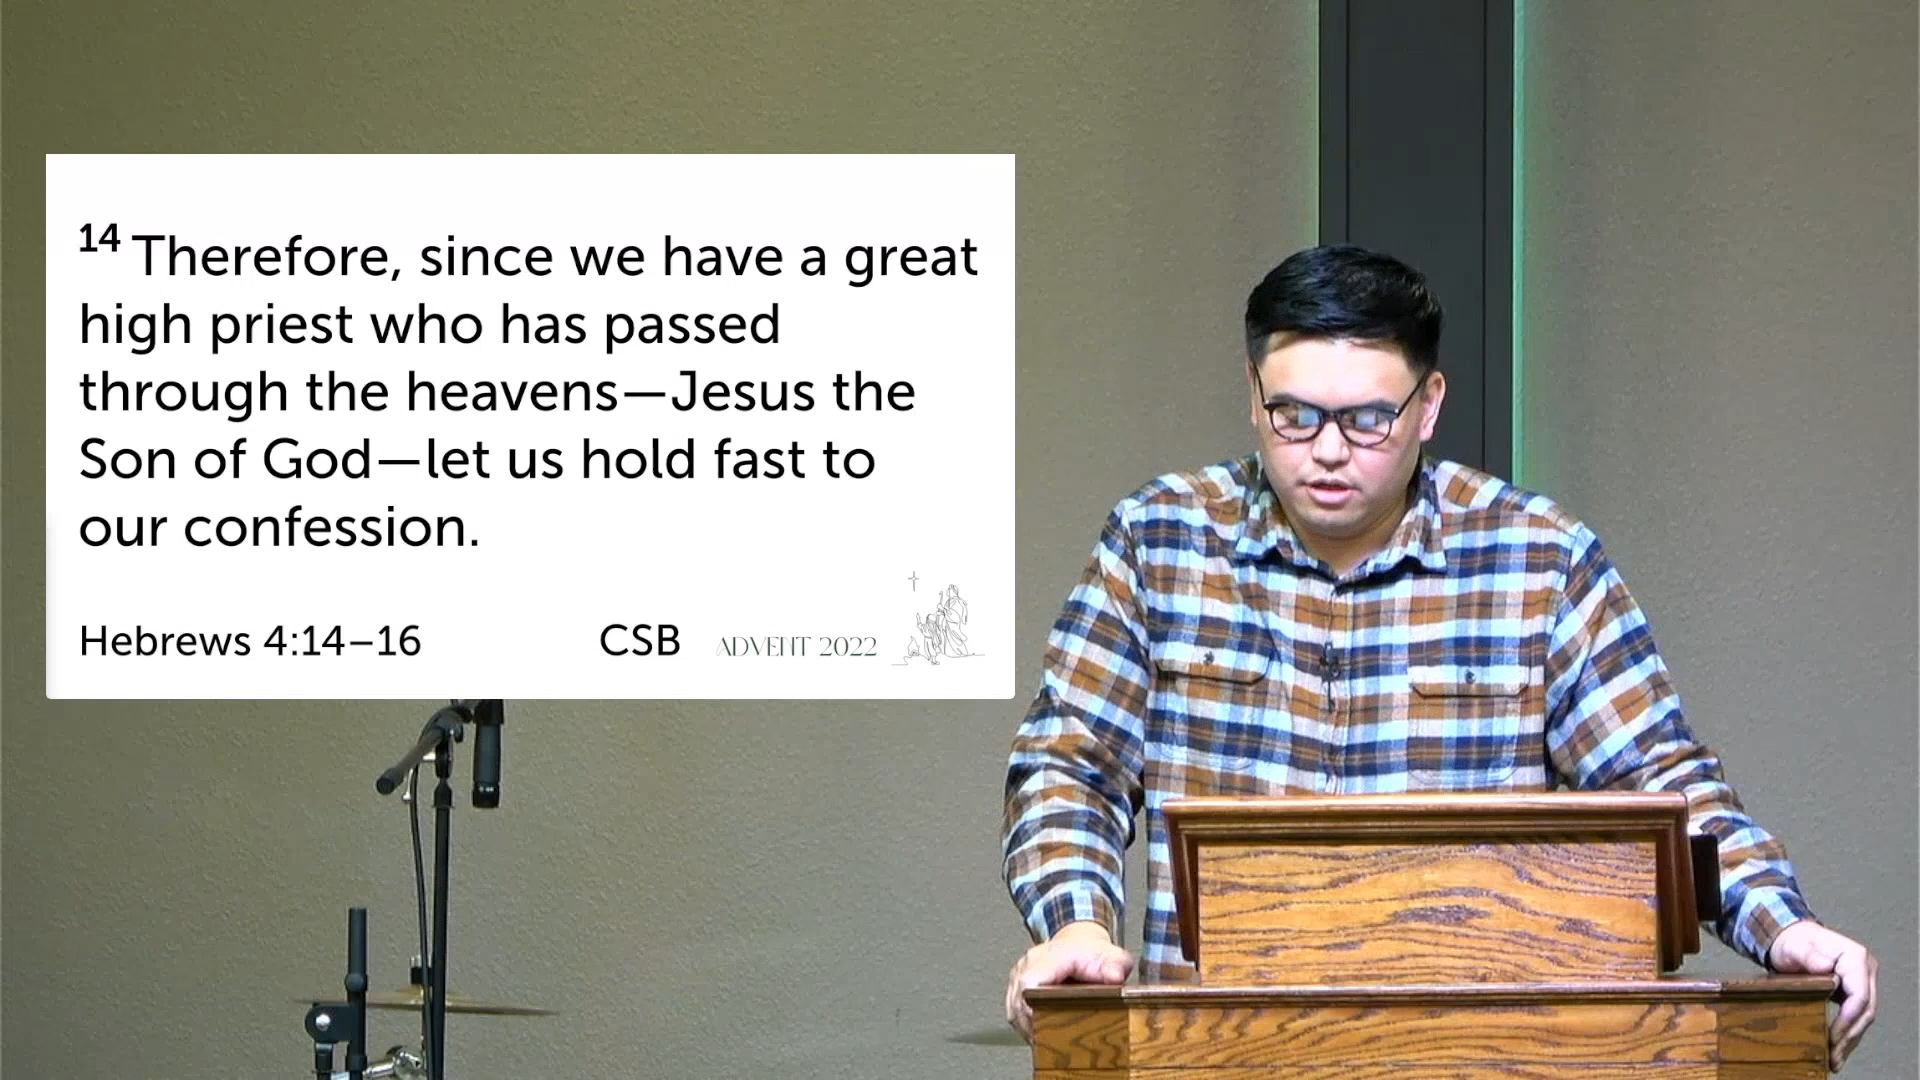 14 Therefore, since we have a great
high priest who has passed
through the heavens—Jesus the
Son of God—let us hold fast to
our confession.
Hebrews 4:14–16 CSB ADVENT 2022